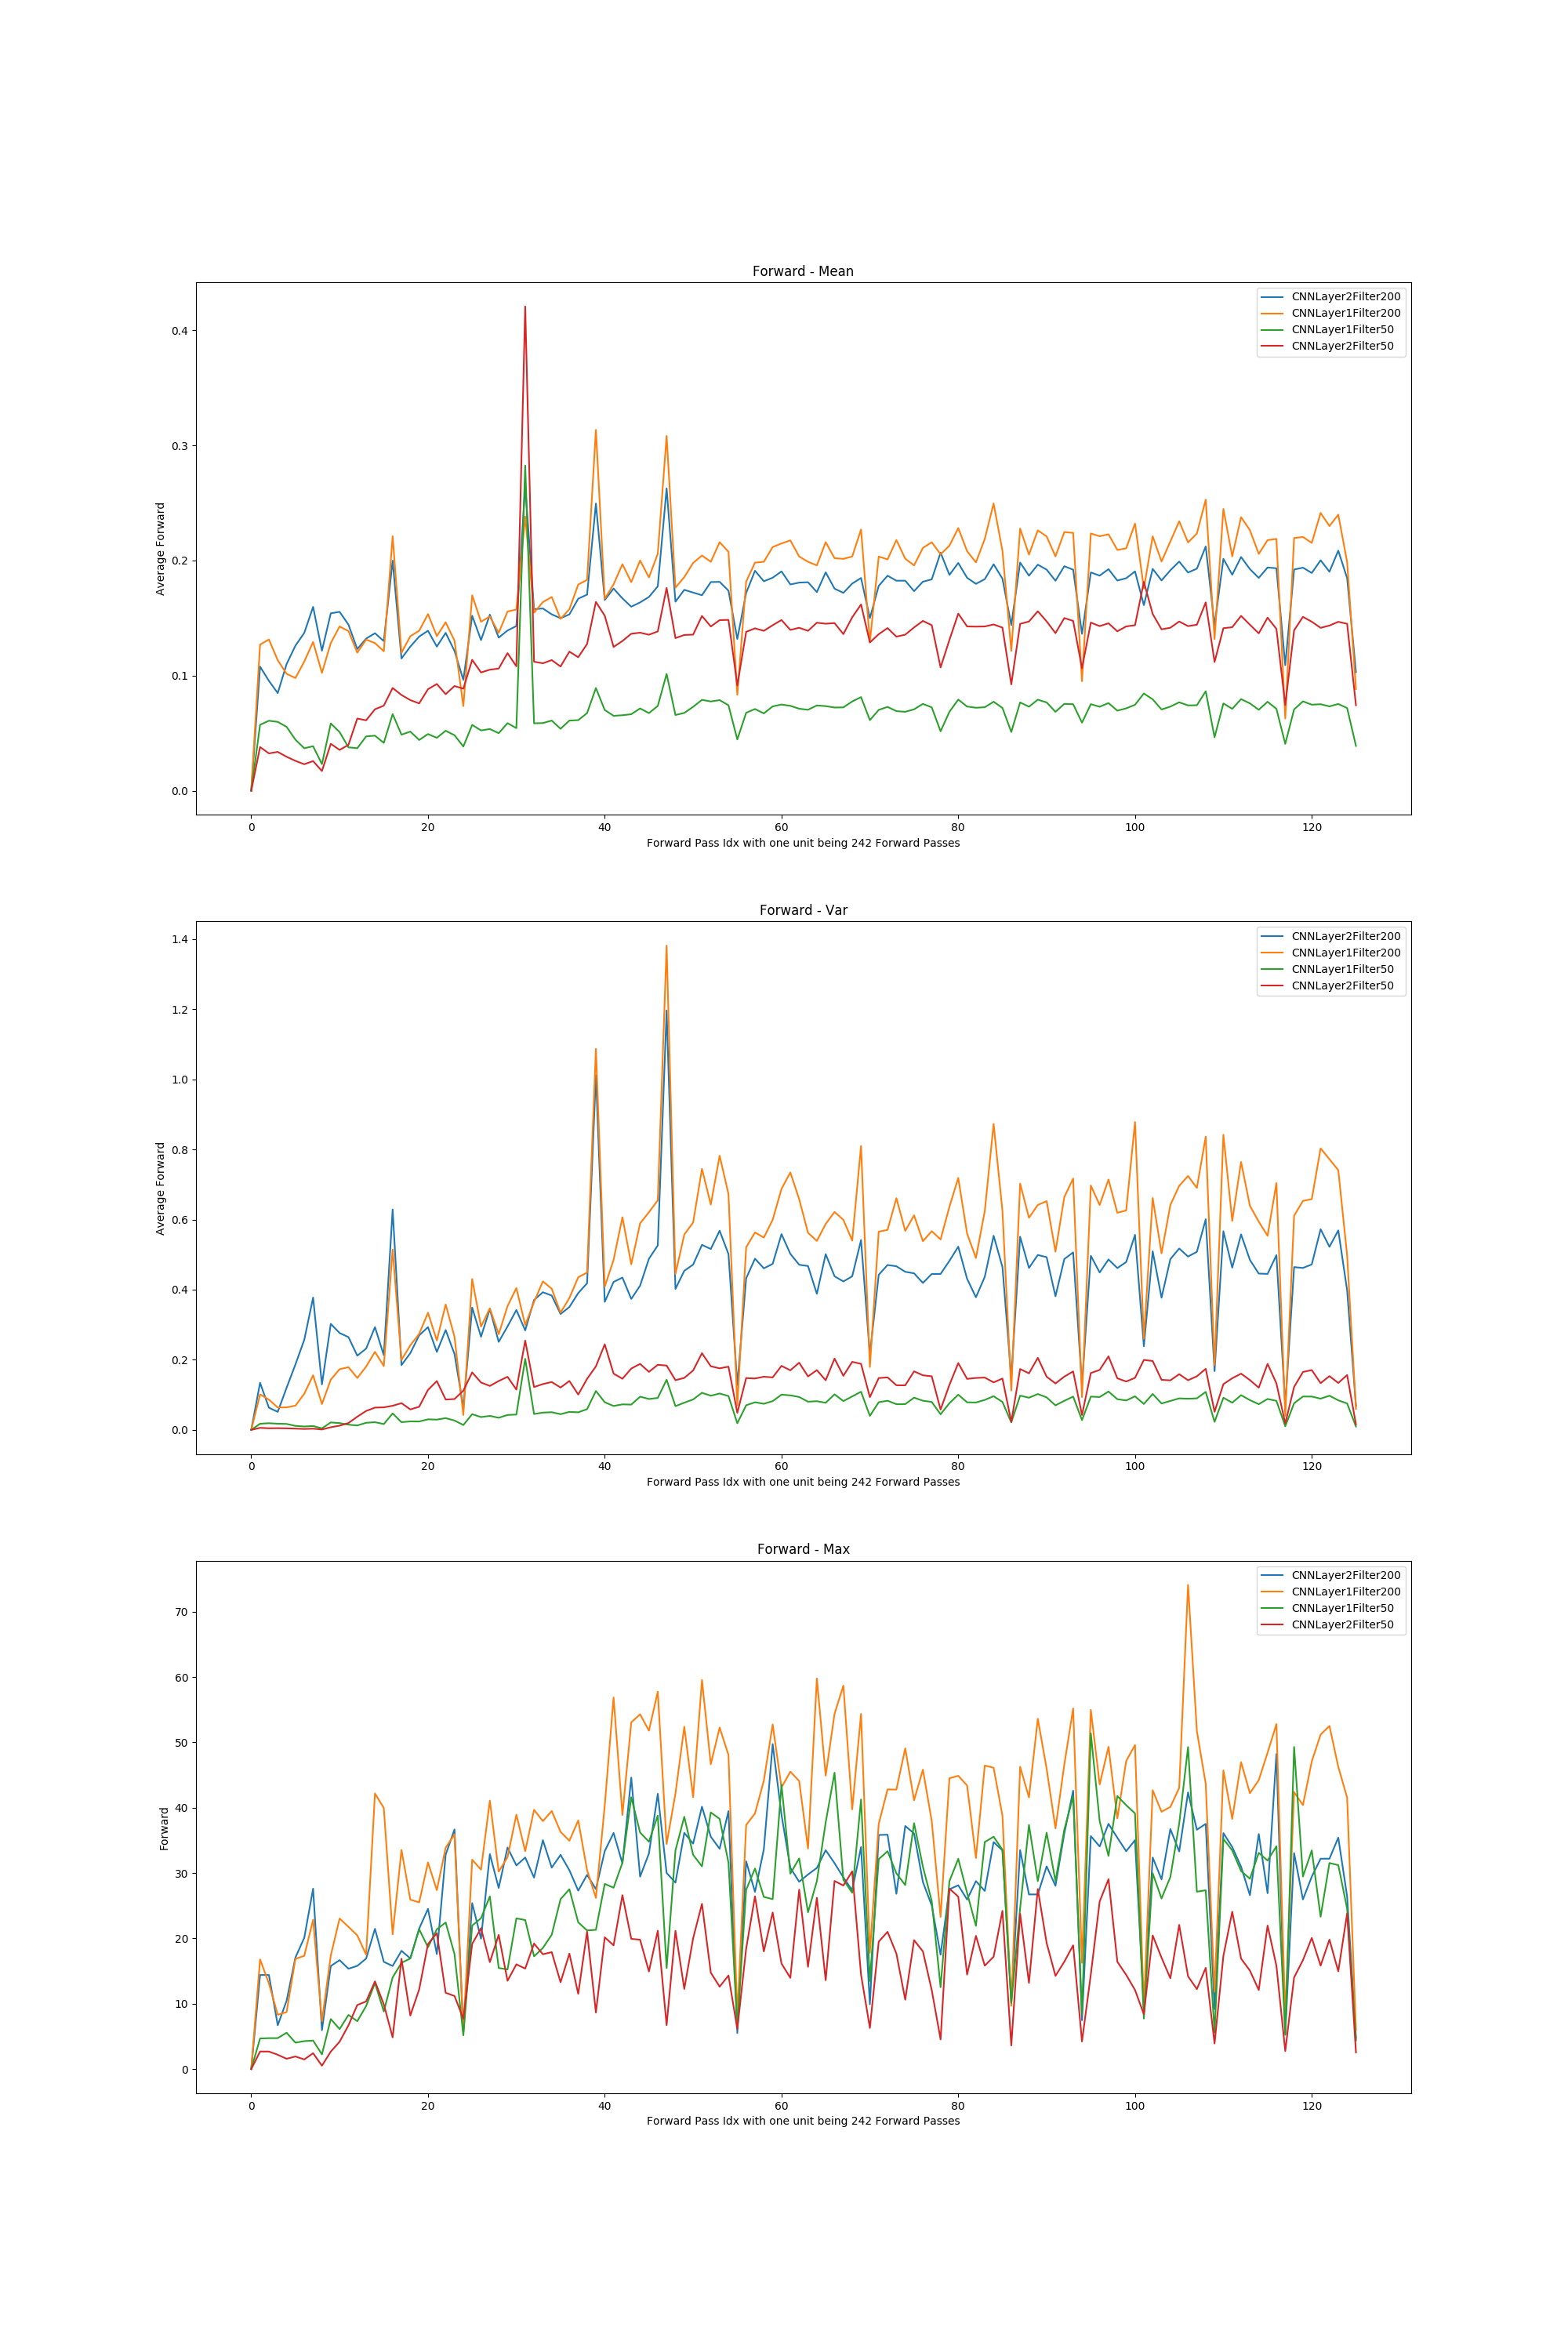 Forward - Mean
Average Forward
0.4
0.3
0.2
0.1
0.0
CNNLayer2Filter200
CNNLayer1Filter200
CNNLayer1Filter50
CNNLayer2Filter50
0 20 40 60 80 100 120
Forward Pass Idx with one unit being 242 Forward Passes
Forward - Var
Average Forward
1.4
1.2
1.0
0.8
0.6
0.4
0.2
0.0
CNNLayer2Filter200
CNNLayer1Filter200
CNNLayer1Filter50
CNNLayer2Filter50
0 20 40 60 80 100 120
Forward Pass Idx with one unit being 242 Forward Passes
Forward - Max
Forward
70
60
50
40
30
20
10
0
CNNLayer2Filter200
CNNLayer1Filter200
CNNLayer1Filter50
CNNLayer2Filter50
0 20 40 60 80 100 120
Forward Pass Idx with one unit being 242 Forward Passes